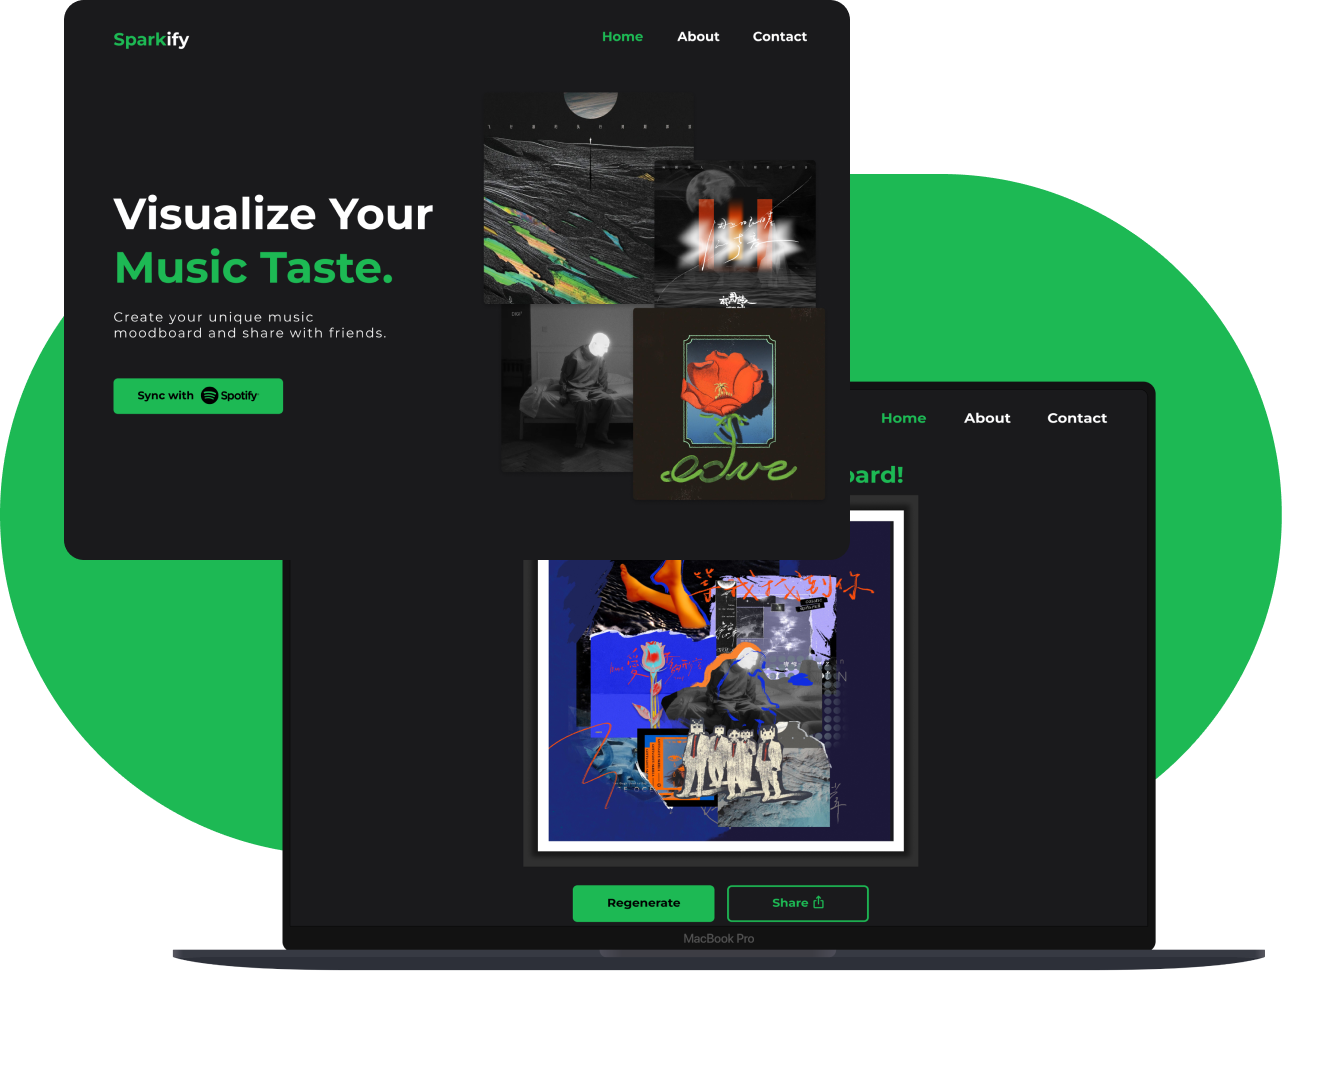 Sparkify
Home About Contact
Visualize Your
Music Taste.
Create your unique music
moodboard and share with friends.
Sync with Spotify
Home About Contact
ard!
Regenerate
Share
MacBook Pro